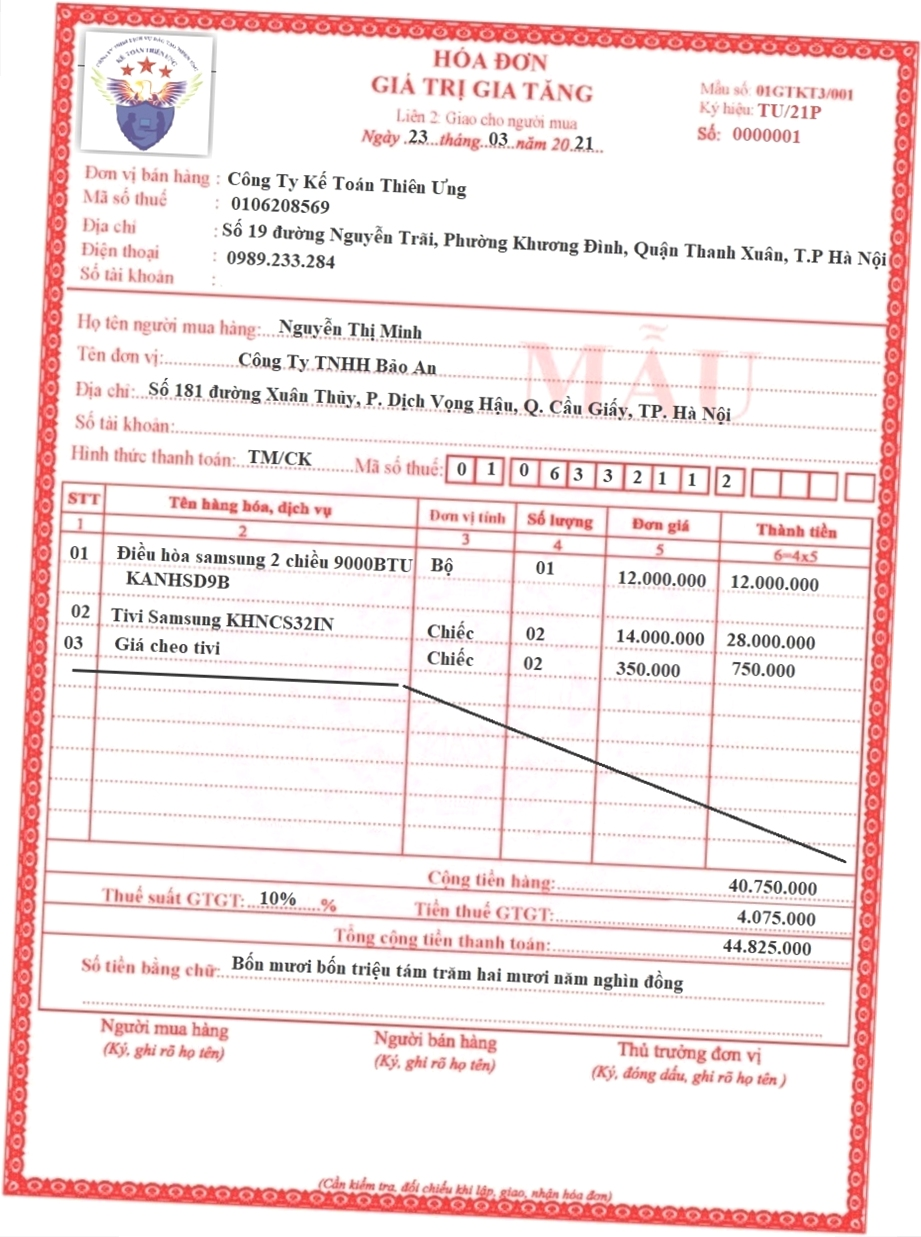 CÔNG TY TNHH DỊCH VỤ ĐÀO TẠO
KẾ TOÁN THIÊN ƯNG
HÓA ĐƠN
GIÁ TRỊ GIA TĂNG
Liên 2: Giao cho người mua
Ngày .23...tháng..03..năm 20.21..
Mẫu số: 01GTKT3/001
Ký hiệu: TU/21P
Số: 0000001
Đơn vị bán hàng : Công Ty Kế Toán Thiên Ưng
Mã số thuế : 0106208569
Địa chỉ : Số 19 đường Nguyễn Trãi, Phường Khương Đình, Quận Thanh Xuân, T.P Hà Nội
Điện thoại : 0989.233.284
Số tài khoản :
MẪU
Họ tên người mua hàng:...Nguyễn Thị Minh
Tên đơn vị:...Công Ty TNHH Bảo An
Địa chỉ:..Số 181 đường Xuân Thủy, P. Dịch Vọng Hậu, Q. Cầu Giấy, TP. Hà Nội
Số tài khoản:
Hình thức thanh toán:..TM/CK......Mã số thuế: 0 1 0 6 3 3 2 1 1 2
STT Tên hàng hóa, dịch vụ Đơn vị tính Số lượng Đơn giá Thành tiền
1 2 3 4 5 6=4x5
01 Điều hòa samsung 2 chiều 9000BTU Bộ 01 12.000.000 12.000.000
KANHSD9B
02 Tivi Samsung KHNCS32IN Chiếc 02 14.000.000 28.000.000
03 Giá cheo tivi Chiếc 02 350.000 750.000
Cộng tiền hàng: 40.750.000
Thuế suất GTGT:..10%.....% Tiền thuế GTGT: 4.075.000
Tổng cộng tiền thanh toán: 44.825.000
Số tiền bằng chữ:..Bốn mươi bốn triệu tám trăm hai mươi năm nghìn đồng
Người mua hàng Người bán hàng Thủ trưởng đơn vị
(Ký, ghi rõ họ tên) (Ký, ghi rõ họ tên) (Ký, đóng dấu, ghi rõ họ tên )
(Cần kiểm tra, đối chiếu khi lập, giao, nhận hóa đơn)